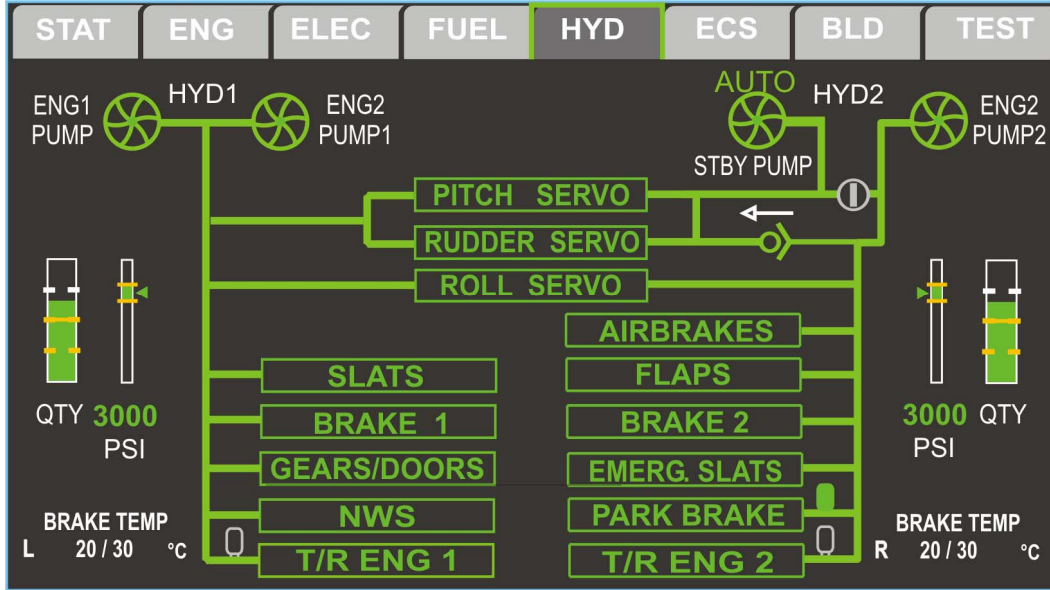 STAT ENG ELEC FUEL HYD ECS BLD TEST
AUTO
ENG1 HYD1 ENG2 HYD2 ENG2
PUMP PUMP1 PUMP2
STBY PUMP
PITCH SERVO
RUDDER SERVO
ROLL SERVO
AIRBRAKES
SLATS FLAPS
QTY 3000 BRAKE 1 BRAKE 2 3000 QTY
PSI PSI
GEARS/DOORS EMERG. SLATS
BRAKE TEMP NWS PARK BRAKE BRAKE TEMP
L 20 / 30 °C T/R ENG 1 T/R ENG 2 R 20 / 30 °C